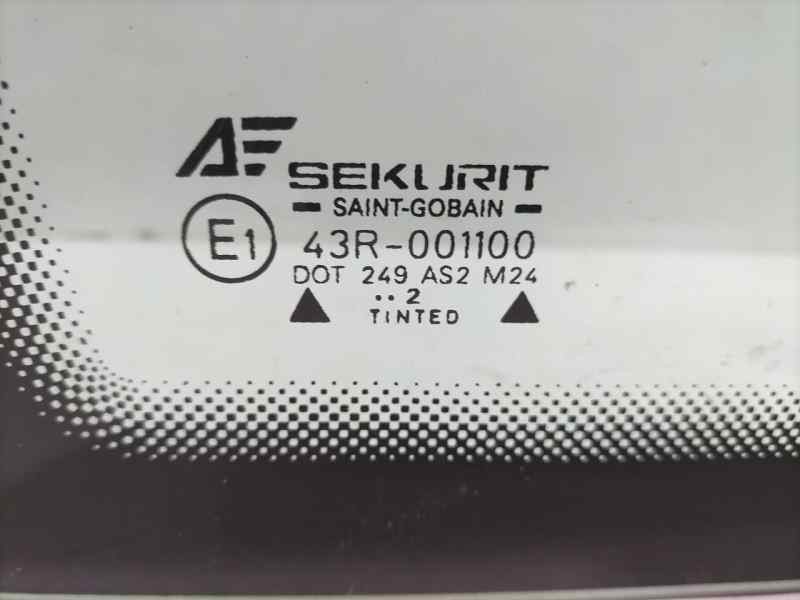 AF SEKURIT
SAINT-GOBAIN
E1 43R-001100
DOT 249 AS2 M24
..2
TINTED